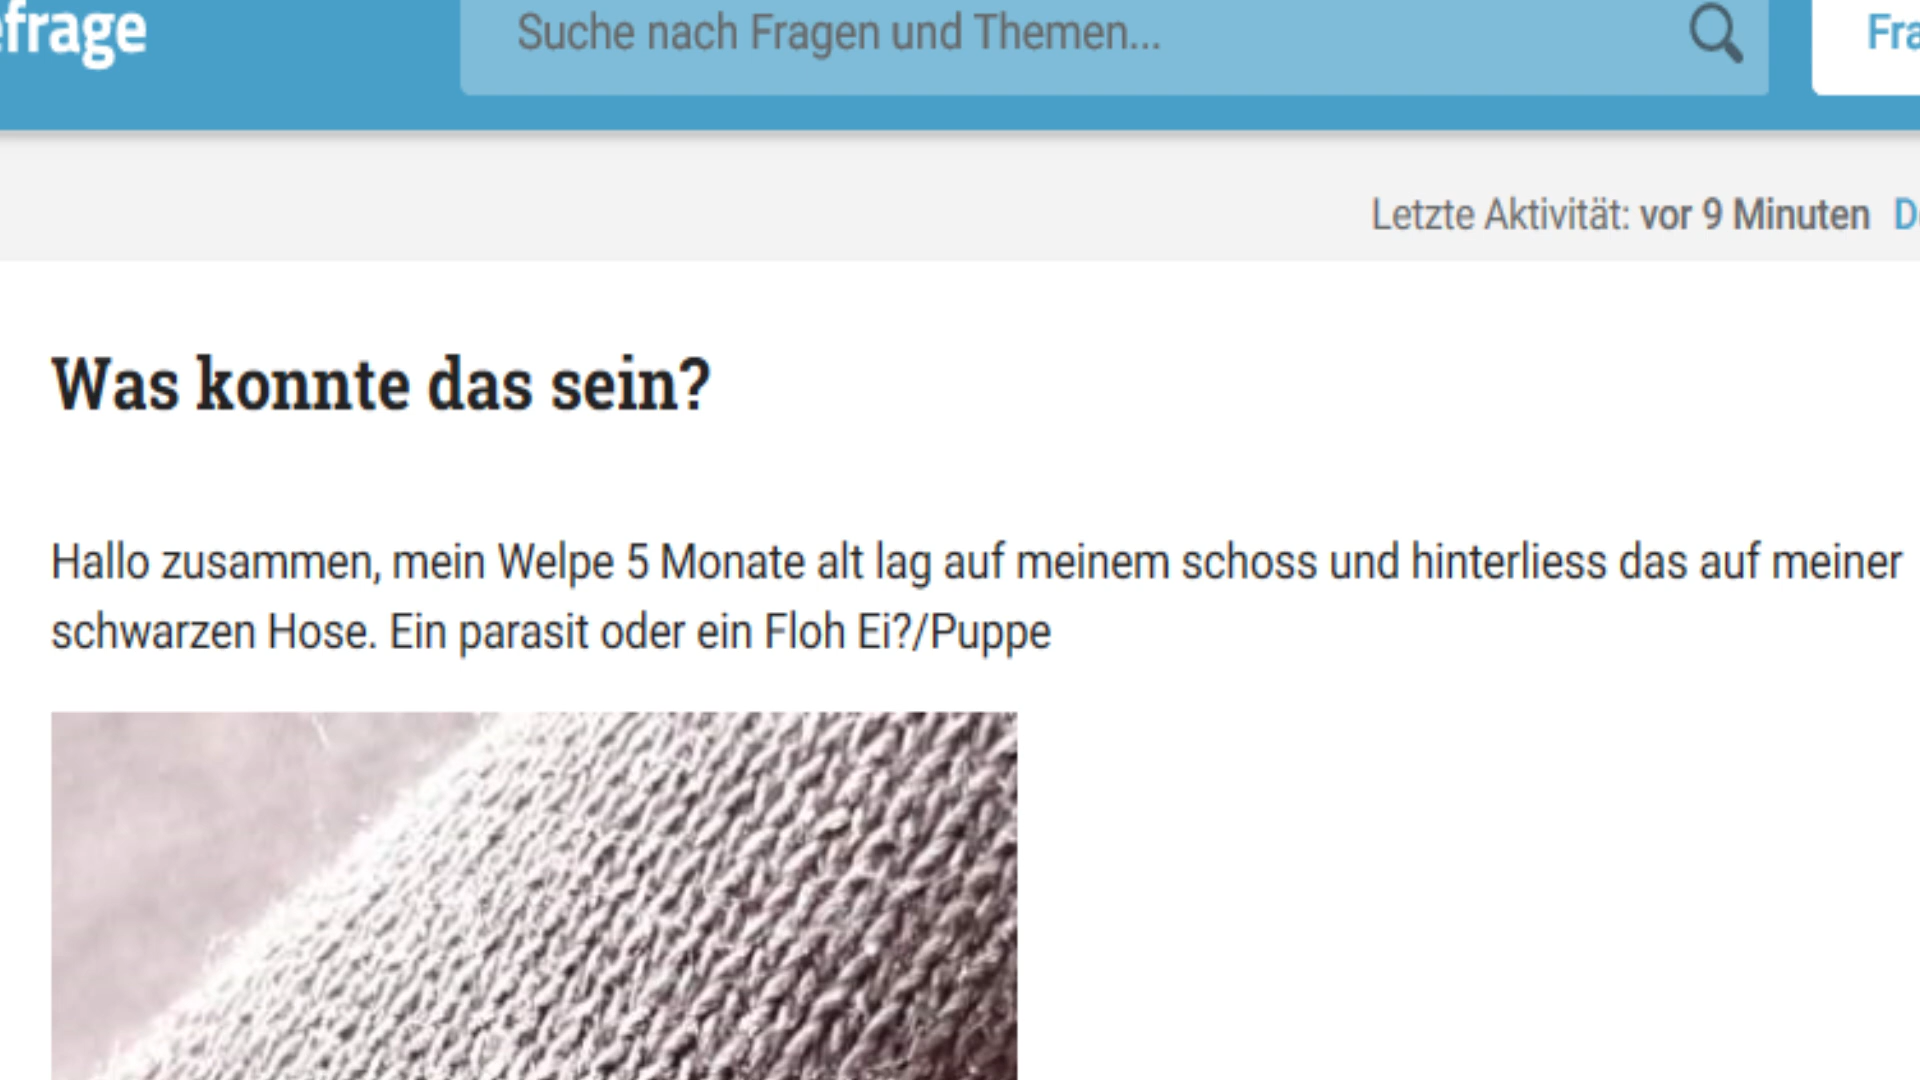 efrage
Suche nach Fragen und Themen...
Fra
Letzte Aktivität: vor 9 Minuten
Was konnte das sein?
Hallo zusammen, mein Welpe 5 Monate alt lag auf meinem schoss und hinterliess das auf meiner
schwarzen Hose. Ein parasit oder ein Floh Ei?/Puppe